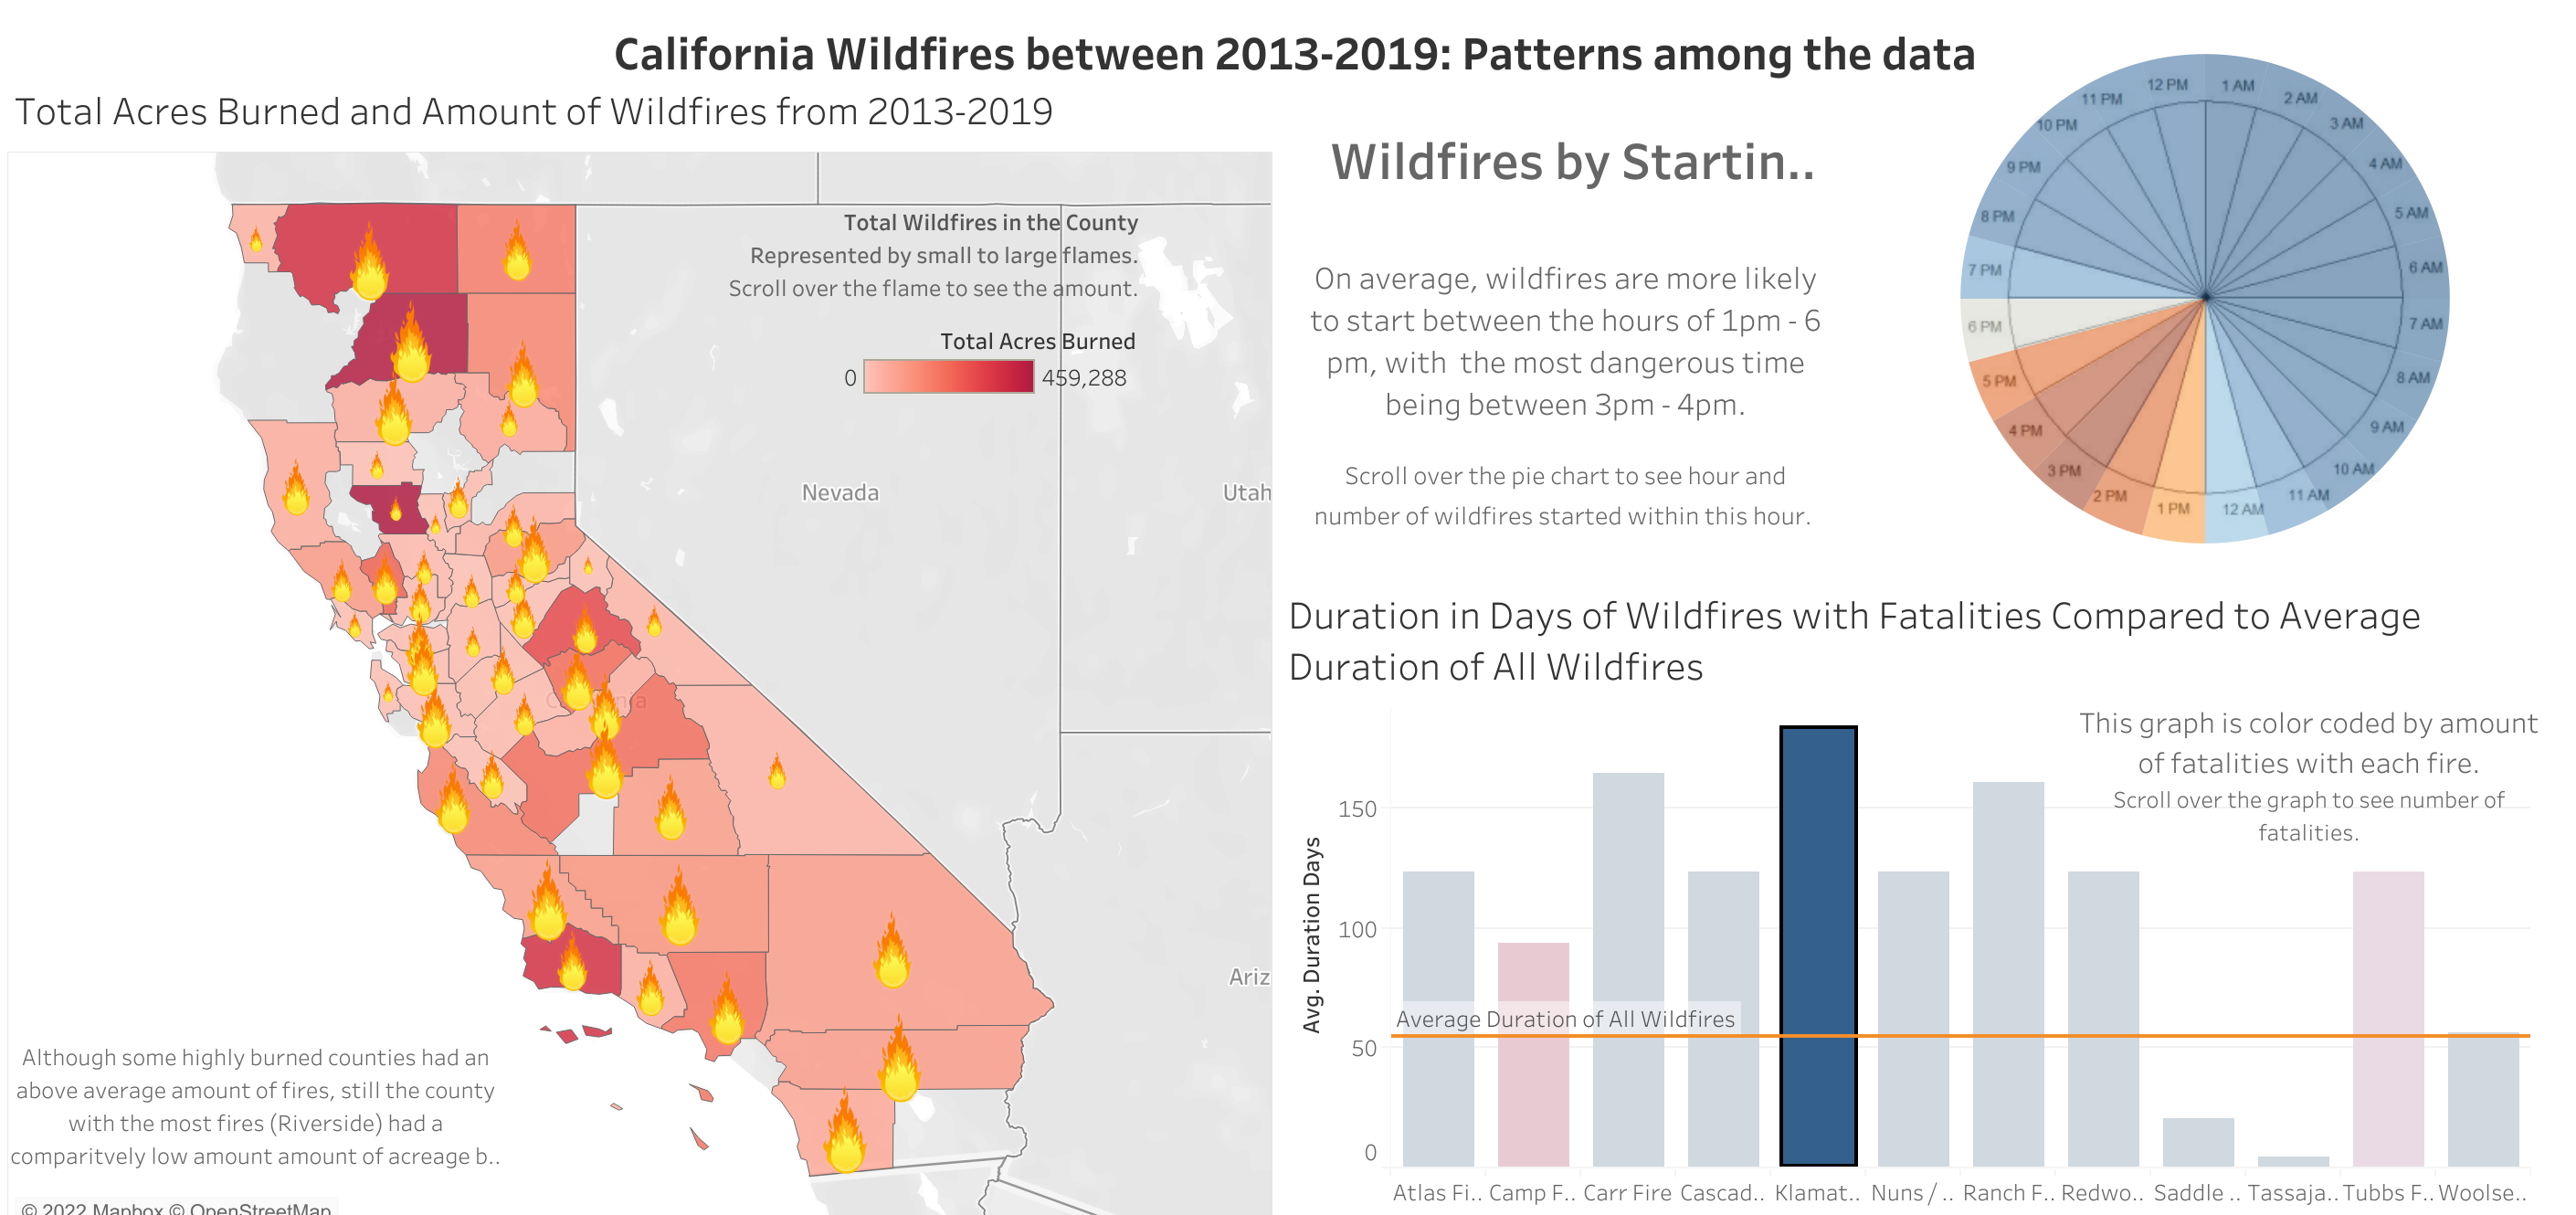 California Wildfires between 2013-2019: Patterns among the data
Total Acres Burned and Amount of Wildfires from 2013-2019
Total Wildfires in the County
Represented by small to large flames.
Scroll over the flame to see the amount.
Total Acres Burned
0
459,288
Nevada
Utah
California
Ariz
Although some highly burned counties had an
above average amount of fires, still the county
with the most fires (Riverside) had a
comparitvely low amount amount of acreage b..
© 2022 Mapbox © OpenStreetMap
Wildfires by Startin..
On average, wildfires are more likely
to start between the hours of 1pm - 6
pm, with the most dangerous time
being between 3pm - 4pm.
Scroll over the pie chart to see hour and
number of wildfires started within this hour.
12 PM
1 AM
2 AM
3 AM
4 AM
5 AM
6 AM
7 AM
8 AM
9 AM
10 AM
11 AM
12 AM
1 PM
2 PM
3 PM
4 PM
5 PM
6 PM
7 PM
8 PM
9 PM
10 PM
11 PM
Duration in Days of Wildfires with Fatalities Compared to Average
Duration of All Wildfires
This graph is color coded by amount
of fatalities with each fire.
Scroll over the graph to see number of
fatalities.
Avg. Duration Days
150
100
50
0
Average Duration of All Wildfires
Atlas Fi..
Camp F..
Carr Fire
Cascad..
Klamat..
Nuns / ..
Ranch F..
Redwo..
Saddle ..
Tassaja..
Tubbs F..
Woolse..